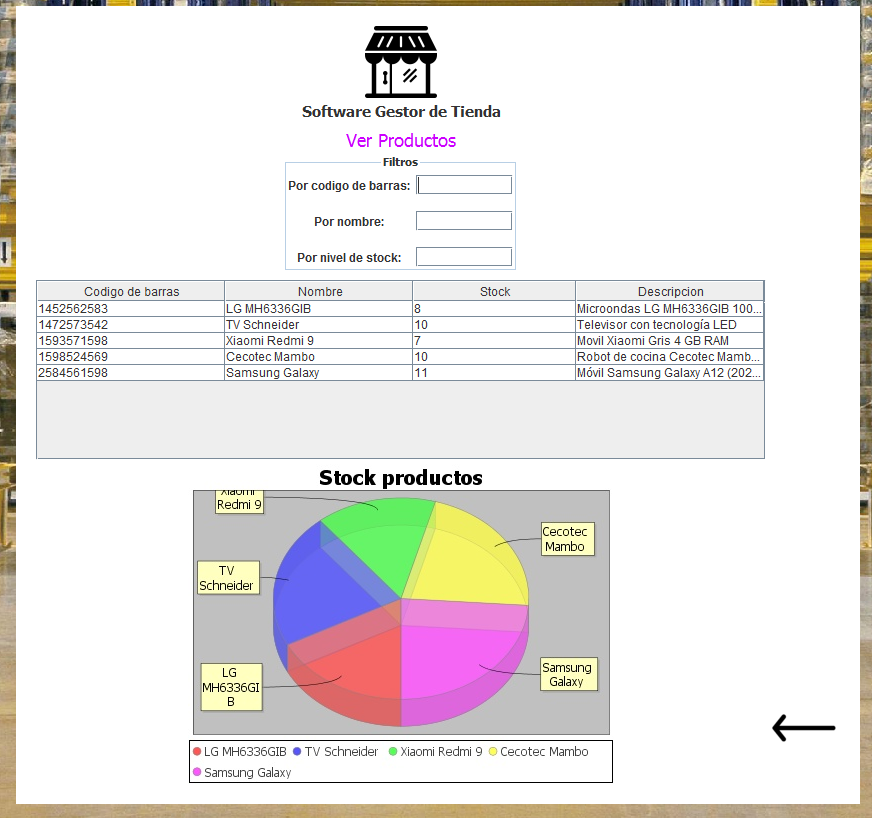 Software Gestor de Tienda
Ver Productos
Filtros
Por codigo de barras:
Por nombre:
Por nivel de stock:
Codigo de barras Nombre Stock Descripcion
1452562583 LG MH6336GIB 8 Microondas LG MH6336GIB 100...
1472573542 TV Schneider 10 Televisor con tecnología LED
1593571598 Xiaomi Redmi 9 7 Movil Xiaomi Gris 4 GB RAM
1598524569 Cecotec Mambo 10 Robot de cocina Cecotec Mamb...
2584561598 Samsung Galaxy 11 Móvil Samsung Galaxy A12 (202...
Stock productos
Xiaomi
Redmi 9
Cecotec
Mambo
TV
Schneider
LG
MH6336GI
B
Samsung
Galaxy
LG MH6336GIB TV Schneider Xiaomi Redmi 9 Cecotec Mambo
Samsung Galaxy